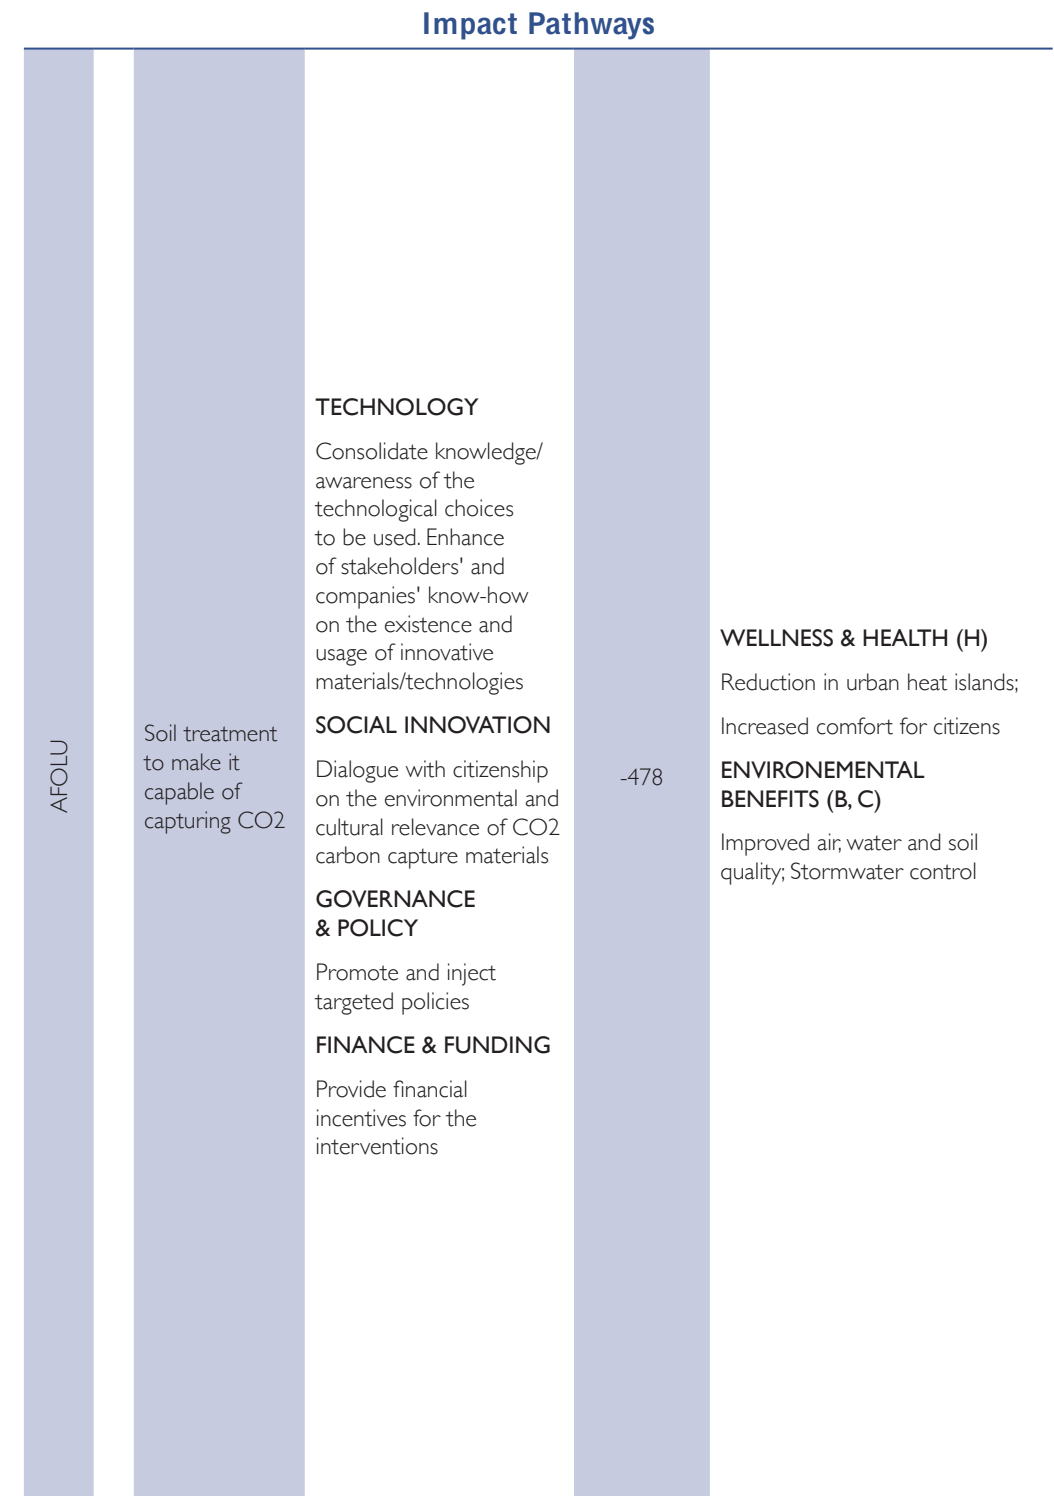 Impact Pathways
AFOLU
Soil treatment
to make it
capable of
capturing CO2
TECHNOLOGY
Consolidate knowledge/
awareness of the
technological choices
to be used. Enhance
of stakeholders' and
companies' know-how
on the existence and
usage of innovative
materials/technologies
SOCIAL INNOVATION
Dialogue with citizenship
on the environmental and
cultural relevance of CO2
carbon capture materials
GOVERNANCE
& POLICY
Promote and inject
targeted policies
FINANCE & FUNDING
Provide financial
incentives for the
interventions
-478
WELLNESS & HEALTH (H)
Reduction in urban heat islands;
Increased comfort for citizens
ENVIRONEMENTAL
BENEFITS (B, C)
Improved air, water and soil
quality; Stormwater control